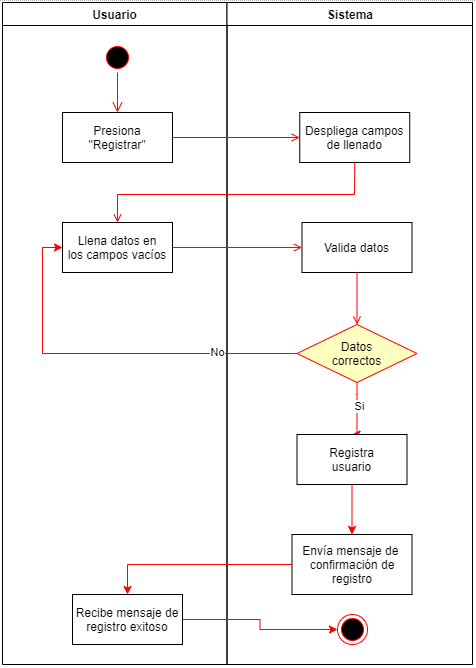 Usuario
Sistema
Presiona
"Registrar"
Despliega campos
de llenado
Llena datos en
los campos vacíos
Valida datos
Datos
correctos
No
Si
Registra
usuario
Envía mensaje de
confirmación de
registro
Recibe mensaje de
registro exitoso